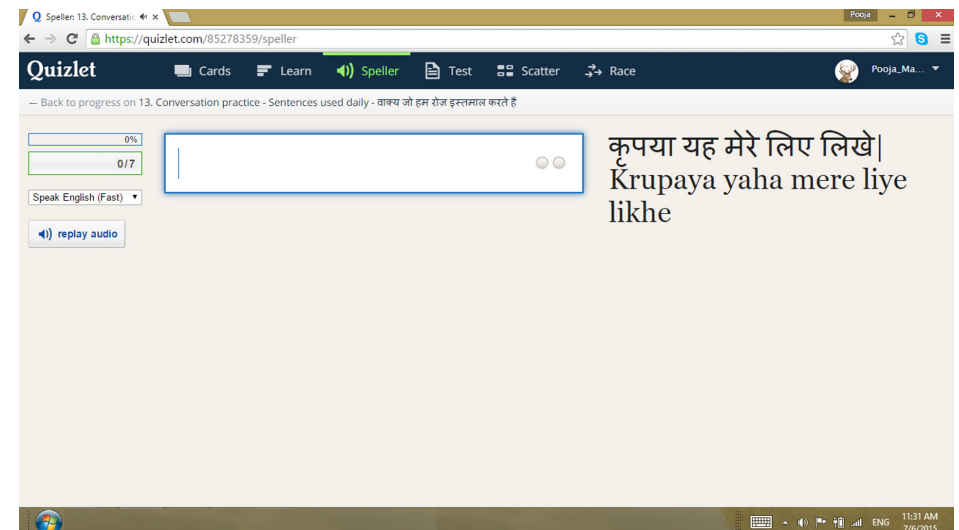 Speller: 13. Conversatic
Pooja
https://quizlet.com/85278359/speller
Quizlet
Cards
Learn
Speller
Test
Scatter
Race
Pooja_Ma...
← Back to progress on 13. Conversation practice - Sentences used daily - वाक्य जो हम रोज़ इस्तमाल करते हैं
0%
0/7
Speak English (Fast)
replay audio
कृपया यह मेरे लिए लिखे|
Krupaya yaha mere liye
likhe
ENG
11:31 AM
7/6/2015